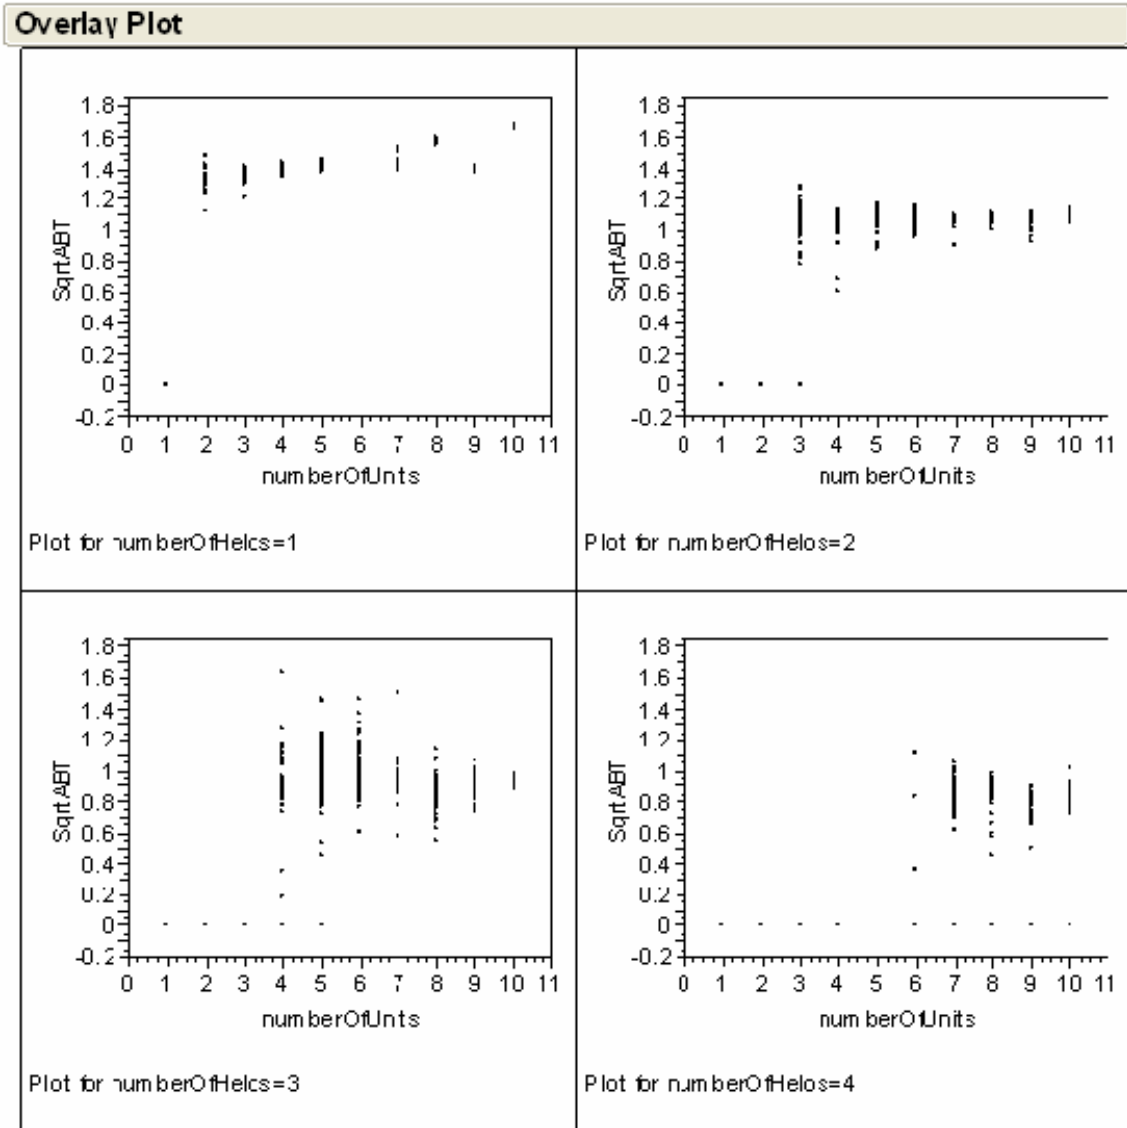 Overlay Plot
1.8
1.6
1.4
1.2
1
0.8
0.6
0.4
0.2
0
-0.2
SqrtABT
0 1 2 3 4 5 6 7 8 9 10 11
numberOfUnts
Plot for numberOfHelcs=1
1.8
1.6
1.4
1.2
1
0.8
0.6
0.4
0.2
0
-0.2
SqrtABT
0 1 2 3 4 5 6 7 8 9 10 11
numberOfUnits
Plot for numberOfHelos=2
1.8
1.6
1.4
1.2
1
0.8
0.6
0.4
0.2
0
-0.2
SqrtABT
0 1 2 3 4 5 6 7 8 9 10 11
numberOfUnts
Plot for numberOfHelcs=3
1.8
1.6
1.4
1.2
1
0.8
0.6
0.4
0.2
0
-0.2
SqrtABT
0 1 2 3 4 5 6 7 8 9 10 11
numberOfUnits
Plot for numberOfHelos=4